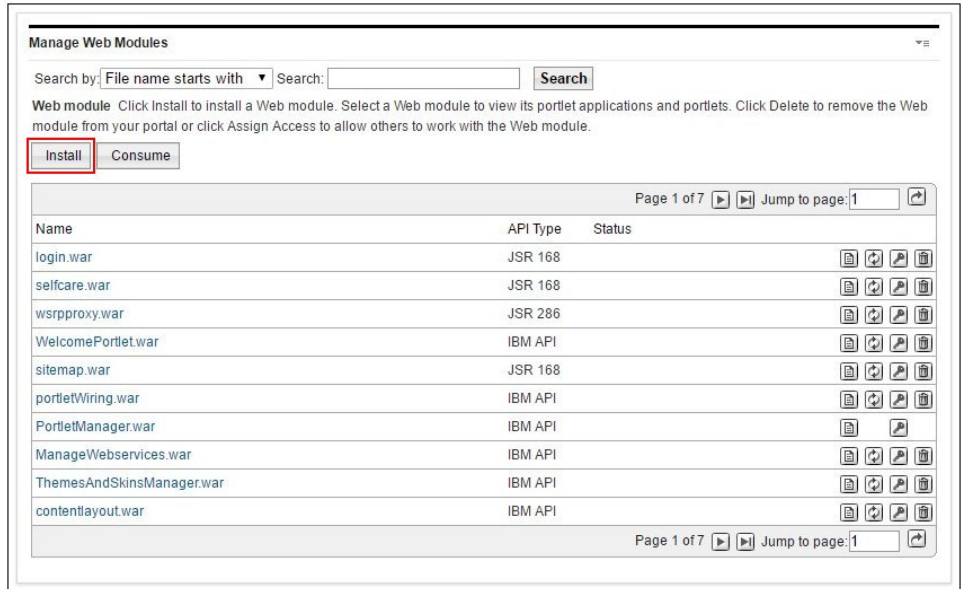 Manage Web Modules
Search by: File name starts with Search: Search
Web module Click Install to install a Web module. Select a Web module to view its portlet applications and portlets. Click Delete to remove the Web
module from your portal or click Assign Access to allow others to work with the Web module.
Install Consume
Page 1 of 7 Jump to page: 1
Name API Type Status
login.war JSR 168
selfcare.war JSR 168
wsrpproxy.war JSR 286
WelcomePortlet.war IBM API
sitemap.war JSR 168
portletWiring.war IBM API
PortletManager.war IBM API
ManageWebservices.war IBM API
ThemesAndSkinsManager.war IBM API
contentlayout.war IBM API
Page 1 of 7 Jump to page: 1